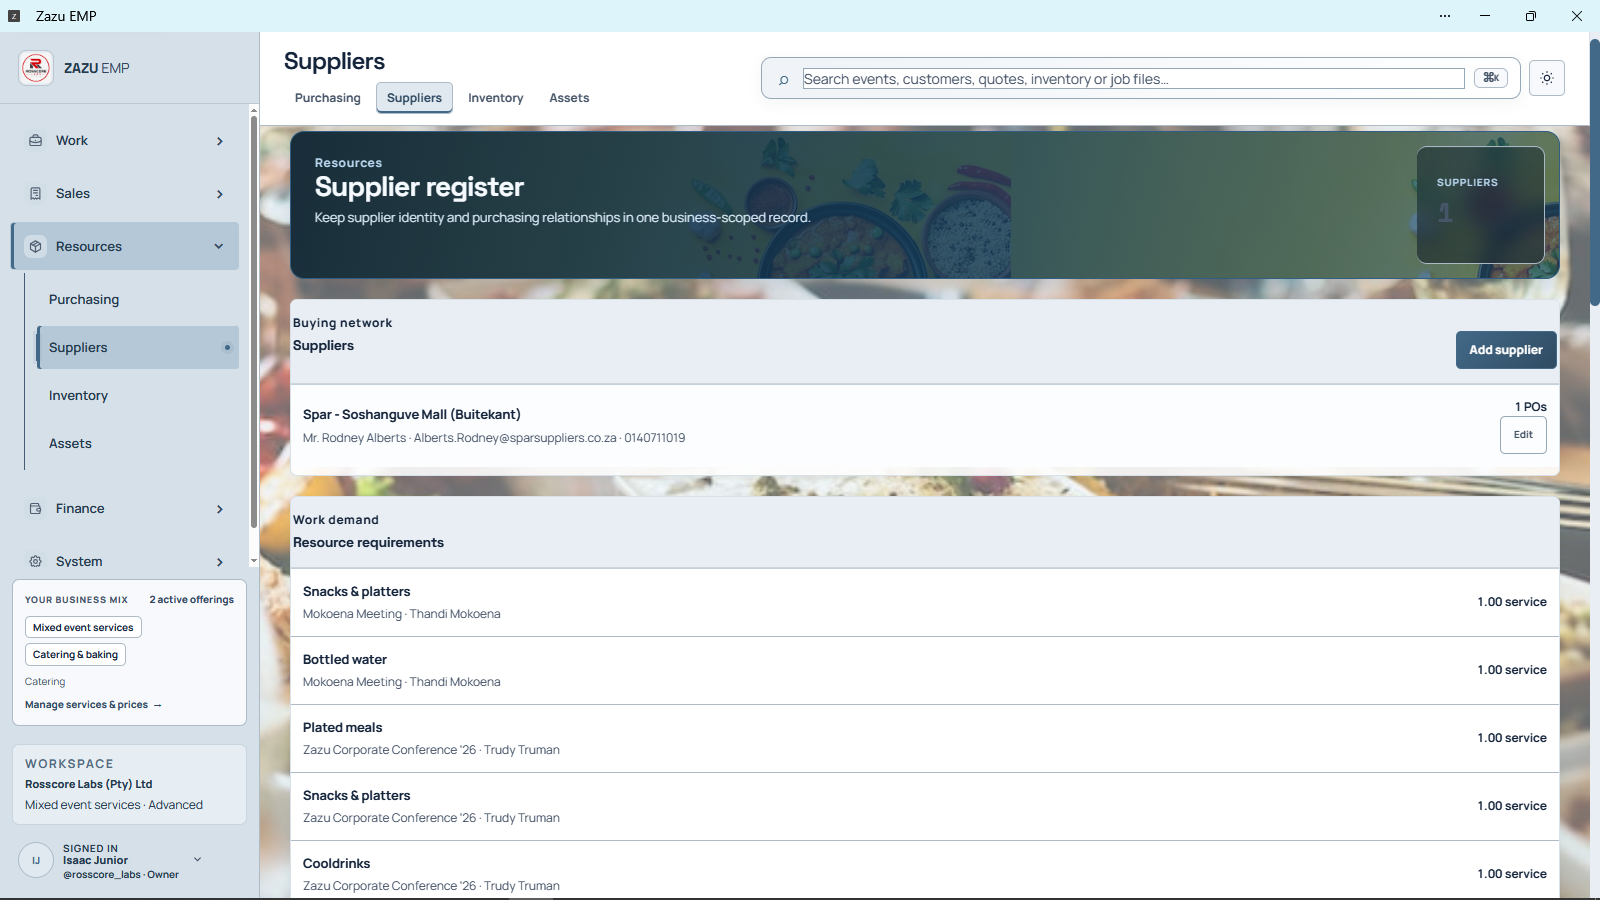 Zazu EMP
ZAZU EMP
Work
Sales
Resources
Purchasing
Suppliers
Inventory
Assets
Finance
System
YOUR BUSINESS MIX 2 active offerings
Mixed event services
Catering & baking
Catering
Manage services & prices →
WORKSPACE
Rosscore Labs (Pty) Ltd
Mixed event services · Advanced
IJ
SIGNED IN
Isaac Junior
@rosscore_labs · Owner
Suppliers
Purchasing Suppliers Inventory Assets
Search events, customers, quotes, inventory or job files...
⌘K
Resources
Supplier register
Keep supplier identity and purchasing relationships in one business-scoped record.
SUPPLIERS
1
Buying network
Suppliers
Add supplier
Spar - Soshanguve Mall (Buitekant)
Mr. Rodney Alberts · Alberts.Rodney@sparsuppliers.co.za · 0140711019
1 POs
Edit
Work demand
Resource requirements
Snacks & platters
Mokoena Meeting · Thandi Mokoena
1.00 service
Bottled water
Mokoena Meeting · Thandi Mokoena
1.00 service
Plated meals
Zazu Corporate Conference '26 · Trudy Truman
1.00 service
Snacks & platters
Zazu Corporate Conference '26 · Trudy Truman
1.00 service
Cooldrinks
Zazu Corporate Conference '26 · Trudy Truman
1.00 service